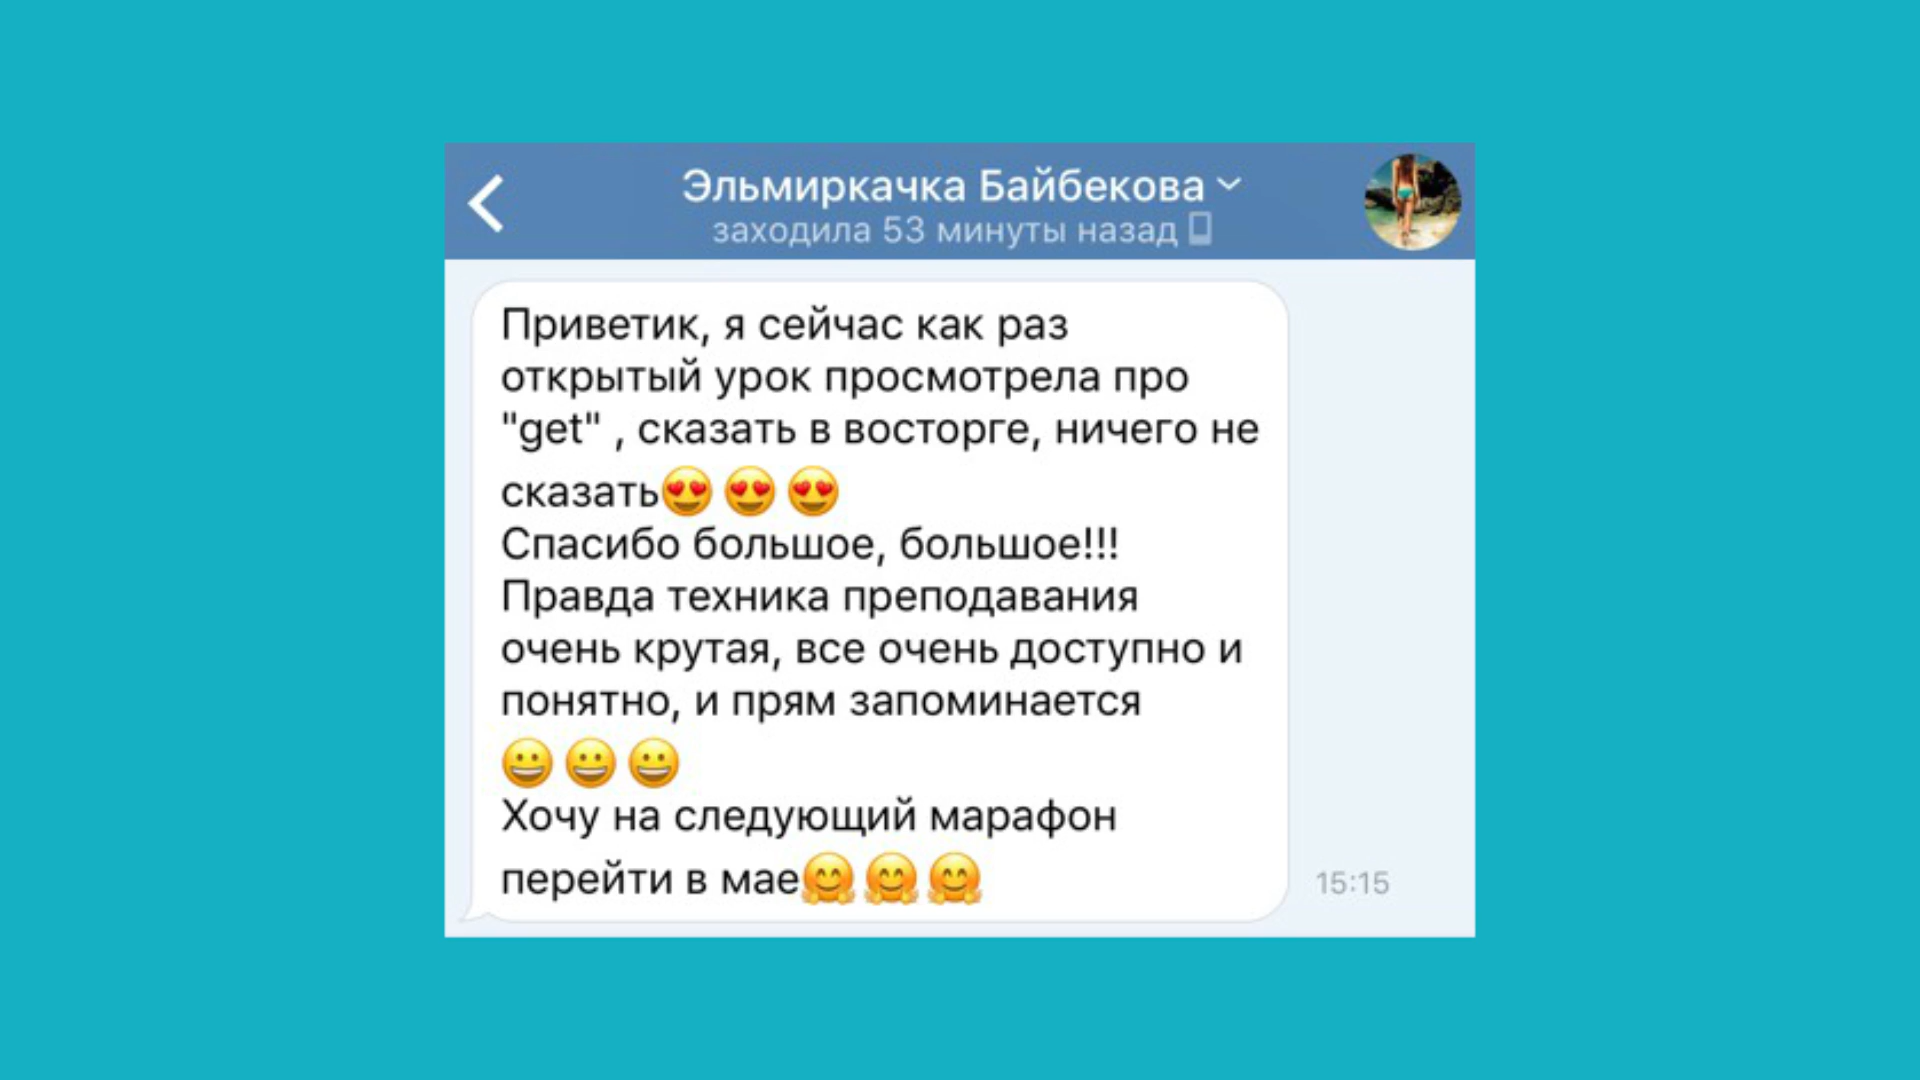 Эльмиркачка Байбекова
заходила 53 минуты назад
Приветик, я сейчас как раз
открытый урок просмотрела про
"get" , сказать в восторге, ничего не
сказать😍😍😍
Спасибо большое, большое!!!
Правда техника преподавания
очень крутая, все очень доступно и
понятно, и прям запоминается
😀😀😀
Хочу на следующий марафон
перейти в мае🤗🤗🤗
15:15